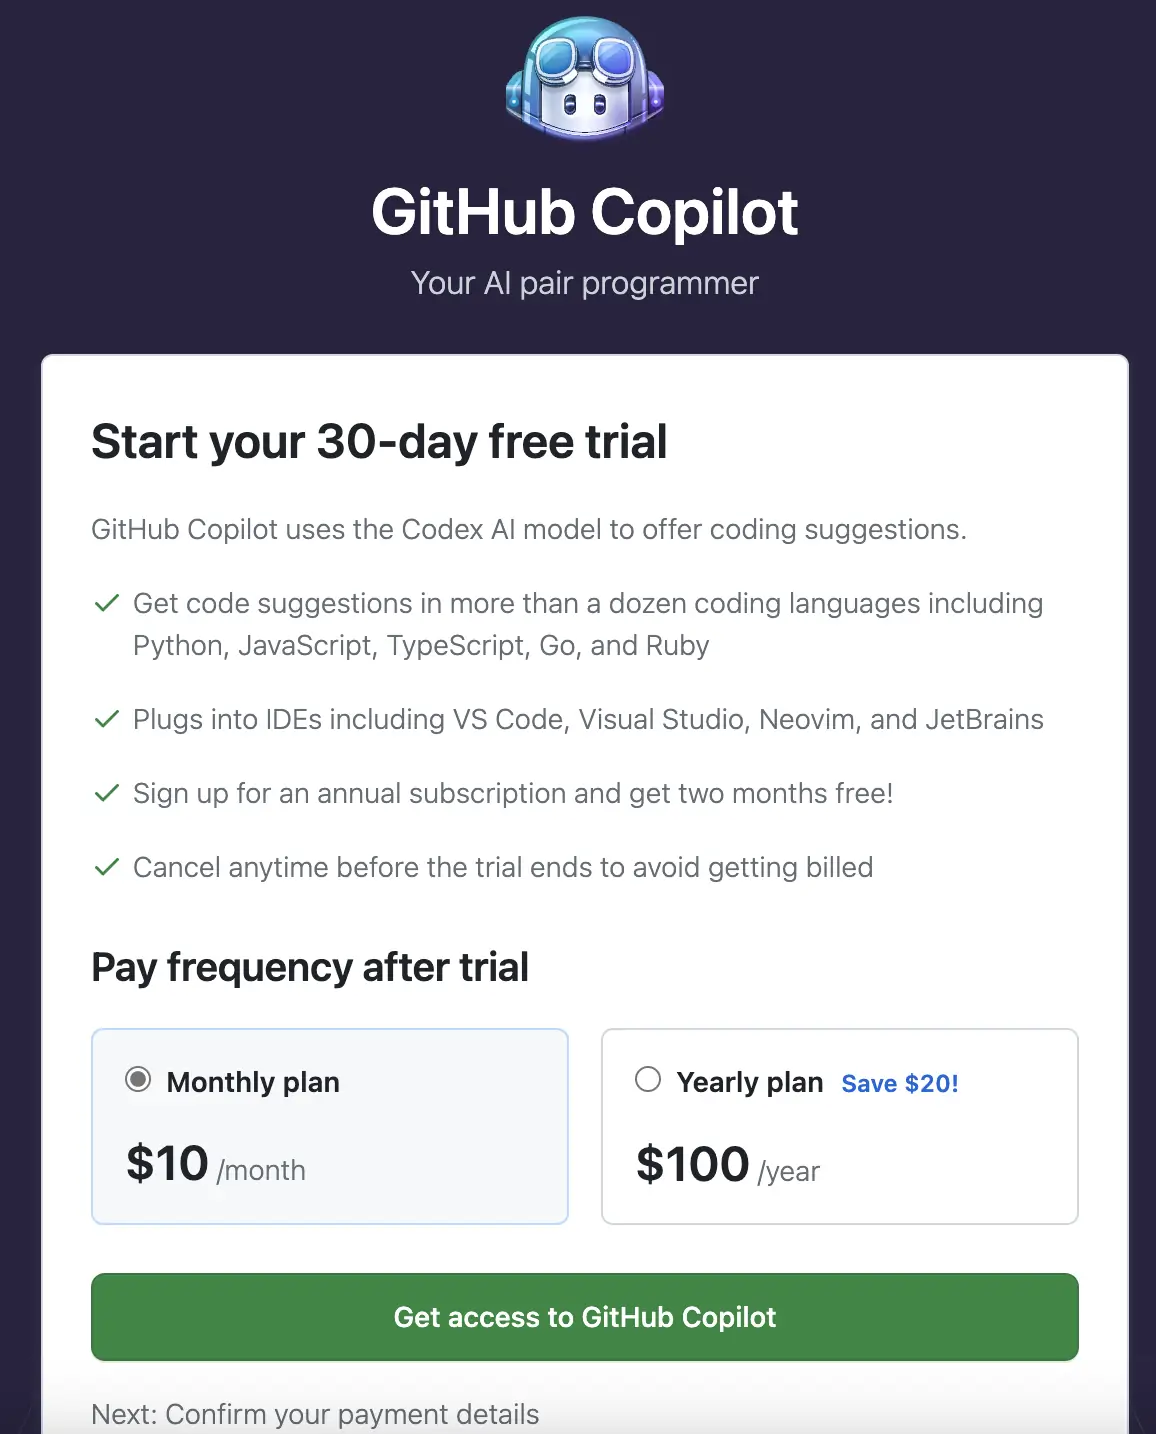 GitHub Copilot
Your AI pair programmer
Start your 30-day free trial
GitHub Copilot uses the Codex AI model to offer coding suggestions.
Get code suggestions in more than a dozen coding languages including
Python, JavaScript, TypeScript, Go, and Ruby
Plugs into IDEs including VS Code, Visual Studio, Neovim, and JetBrains
Sign up for an annual subscription and get two months free!
Cancel anytime before the trial ends to avoid getting billed
Pay frequency after trial
Monthly plan
$10 /month
Yearly plan Save $20!
$100 /year
Get access to GitHub Copilot
Next: Confirm your payment details